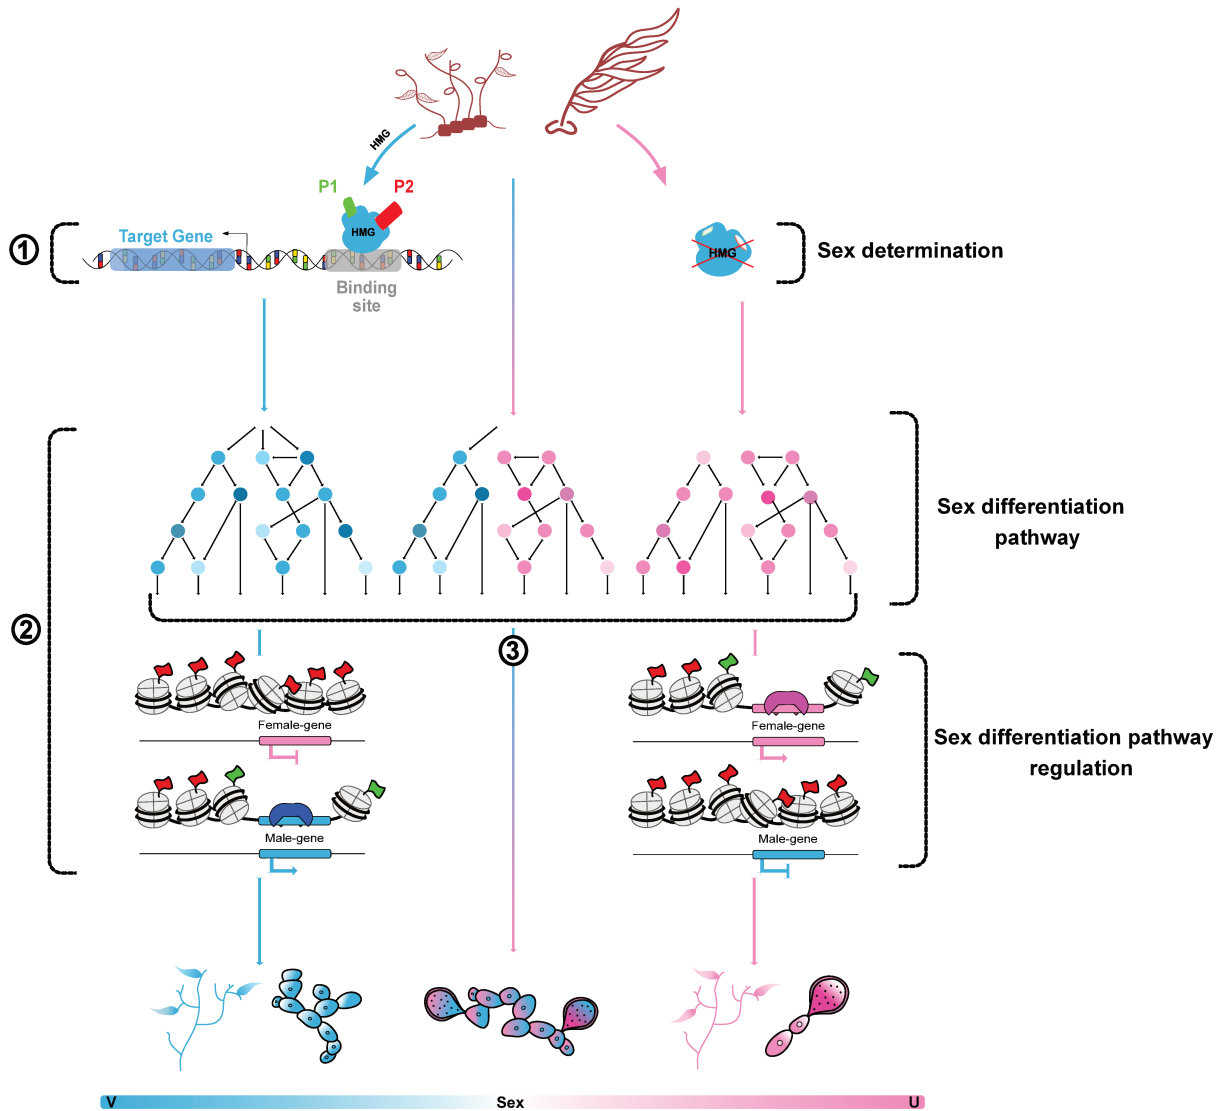 HMG
P1
P2
1
Target Gene
HMG
Binding
site
HMG
Sex determination
Sex differentiation
pathway
2
3
Female-gene
Male-gene
Female-gene
Male-gene
Sex differentiation pathway
regulation
V
Sex
U